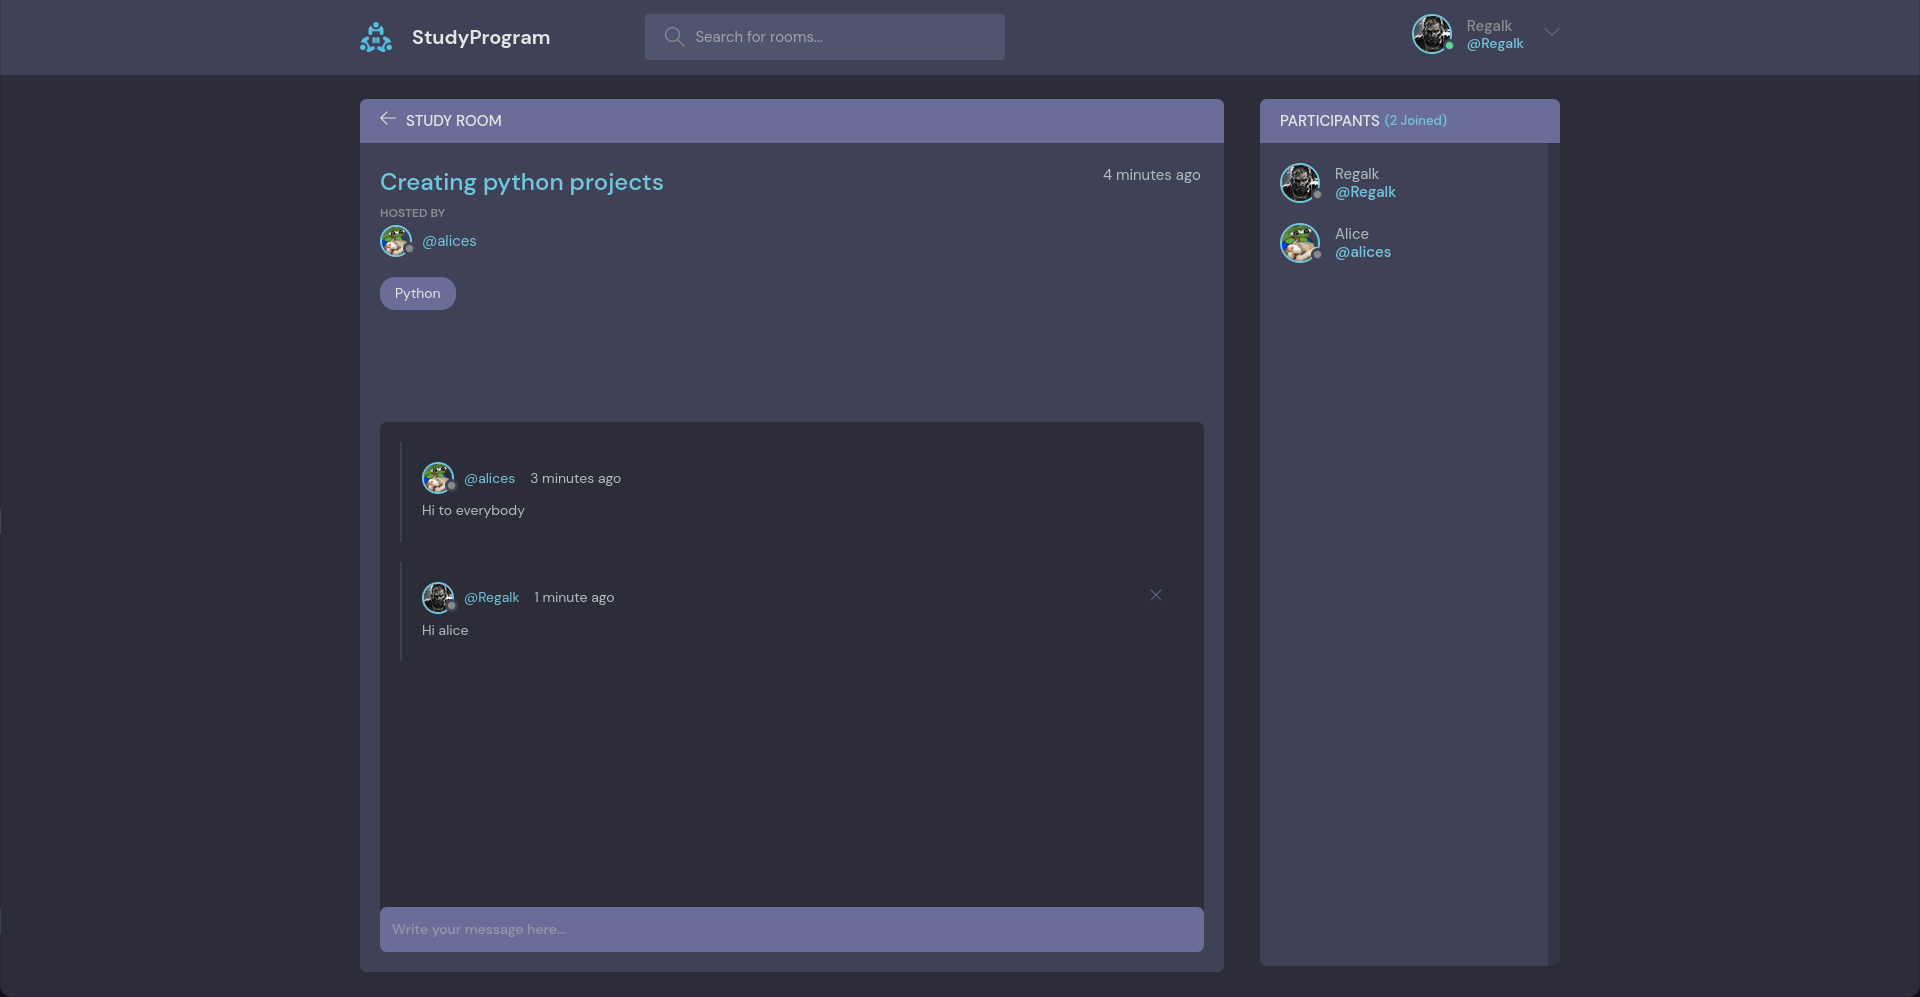 StudyProgram
Search for rooms...
Regalk
@Regalk
STUDY ROOM
Creating python projects
4 minutes ago
HOSTED BY
@alices
Python
@alices 3 minutes ago
Hi to everybody
@Regalk 1 minute ago
Hi alice
Write your message here...
PARTICIPANTS (2 Joined)
Regalk
@Regalk
Alice
@alices